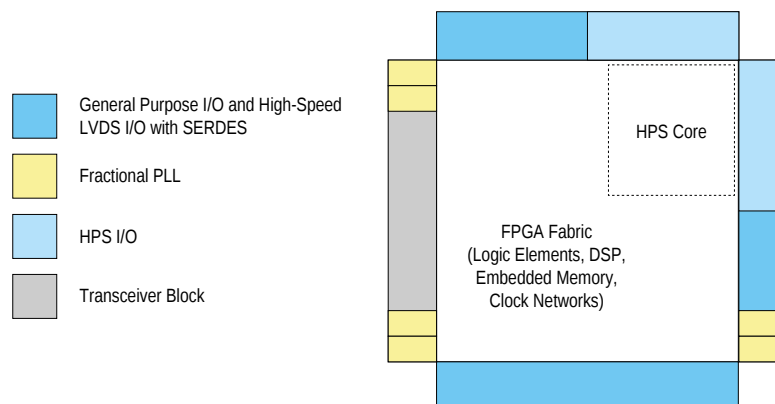 General Purpose I/O and High-Speed
LVDS I/O with SERDES
Fractional PLL
HPS I/O
Transceiver Block
HPS Core
FPGA Fabric
(Logic Elements, DSP,
Embedded Memory,
Clock Networks)